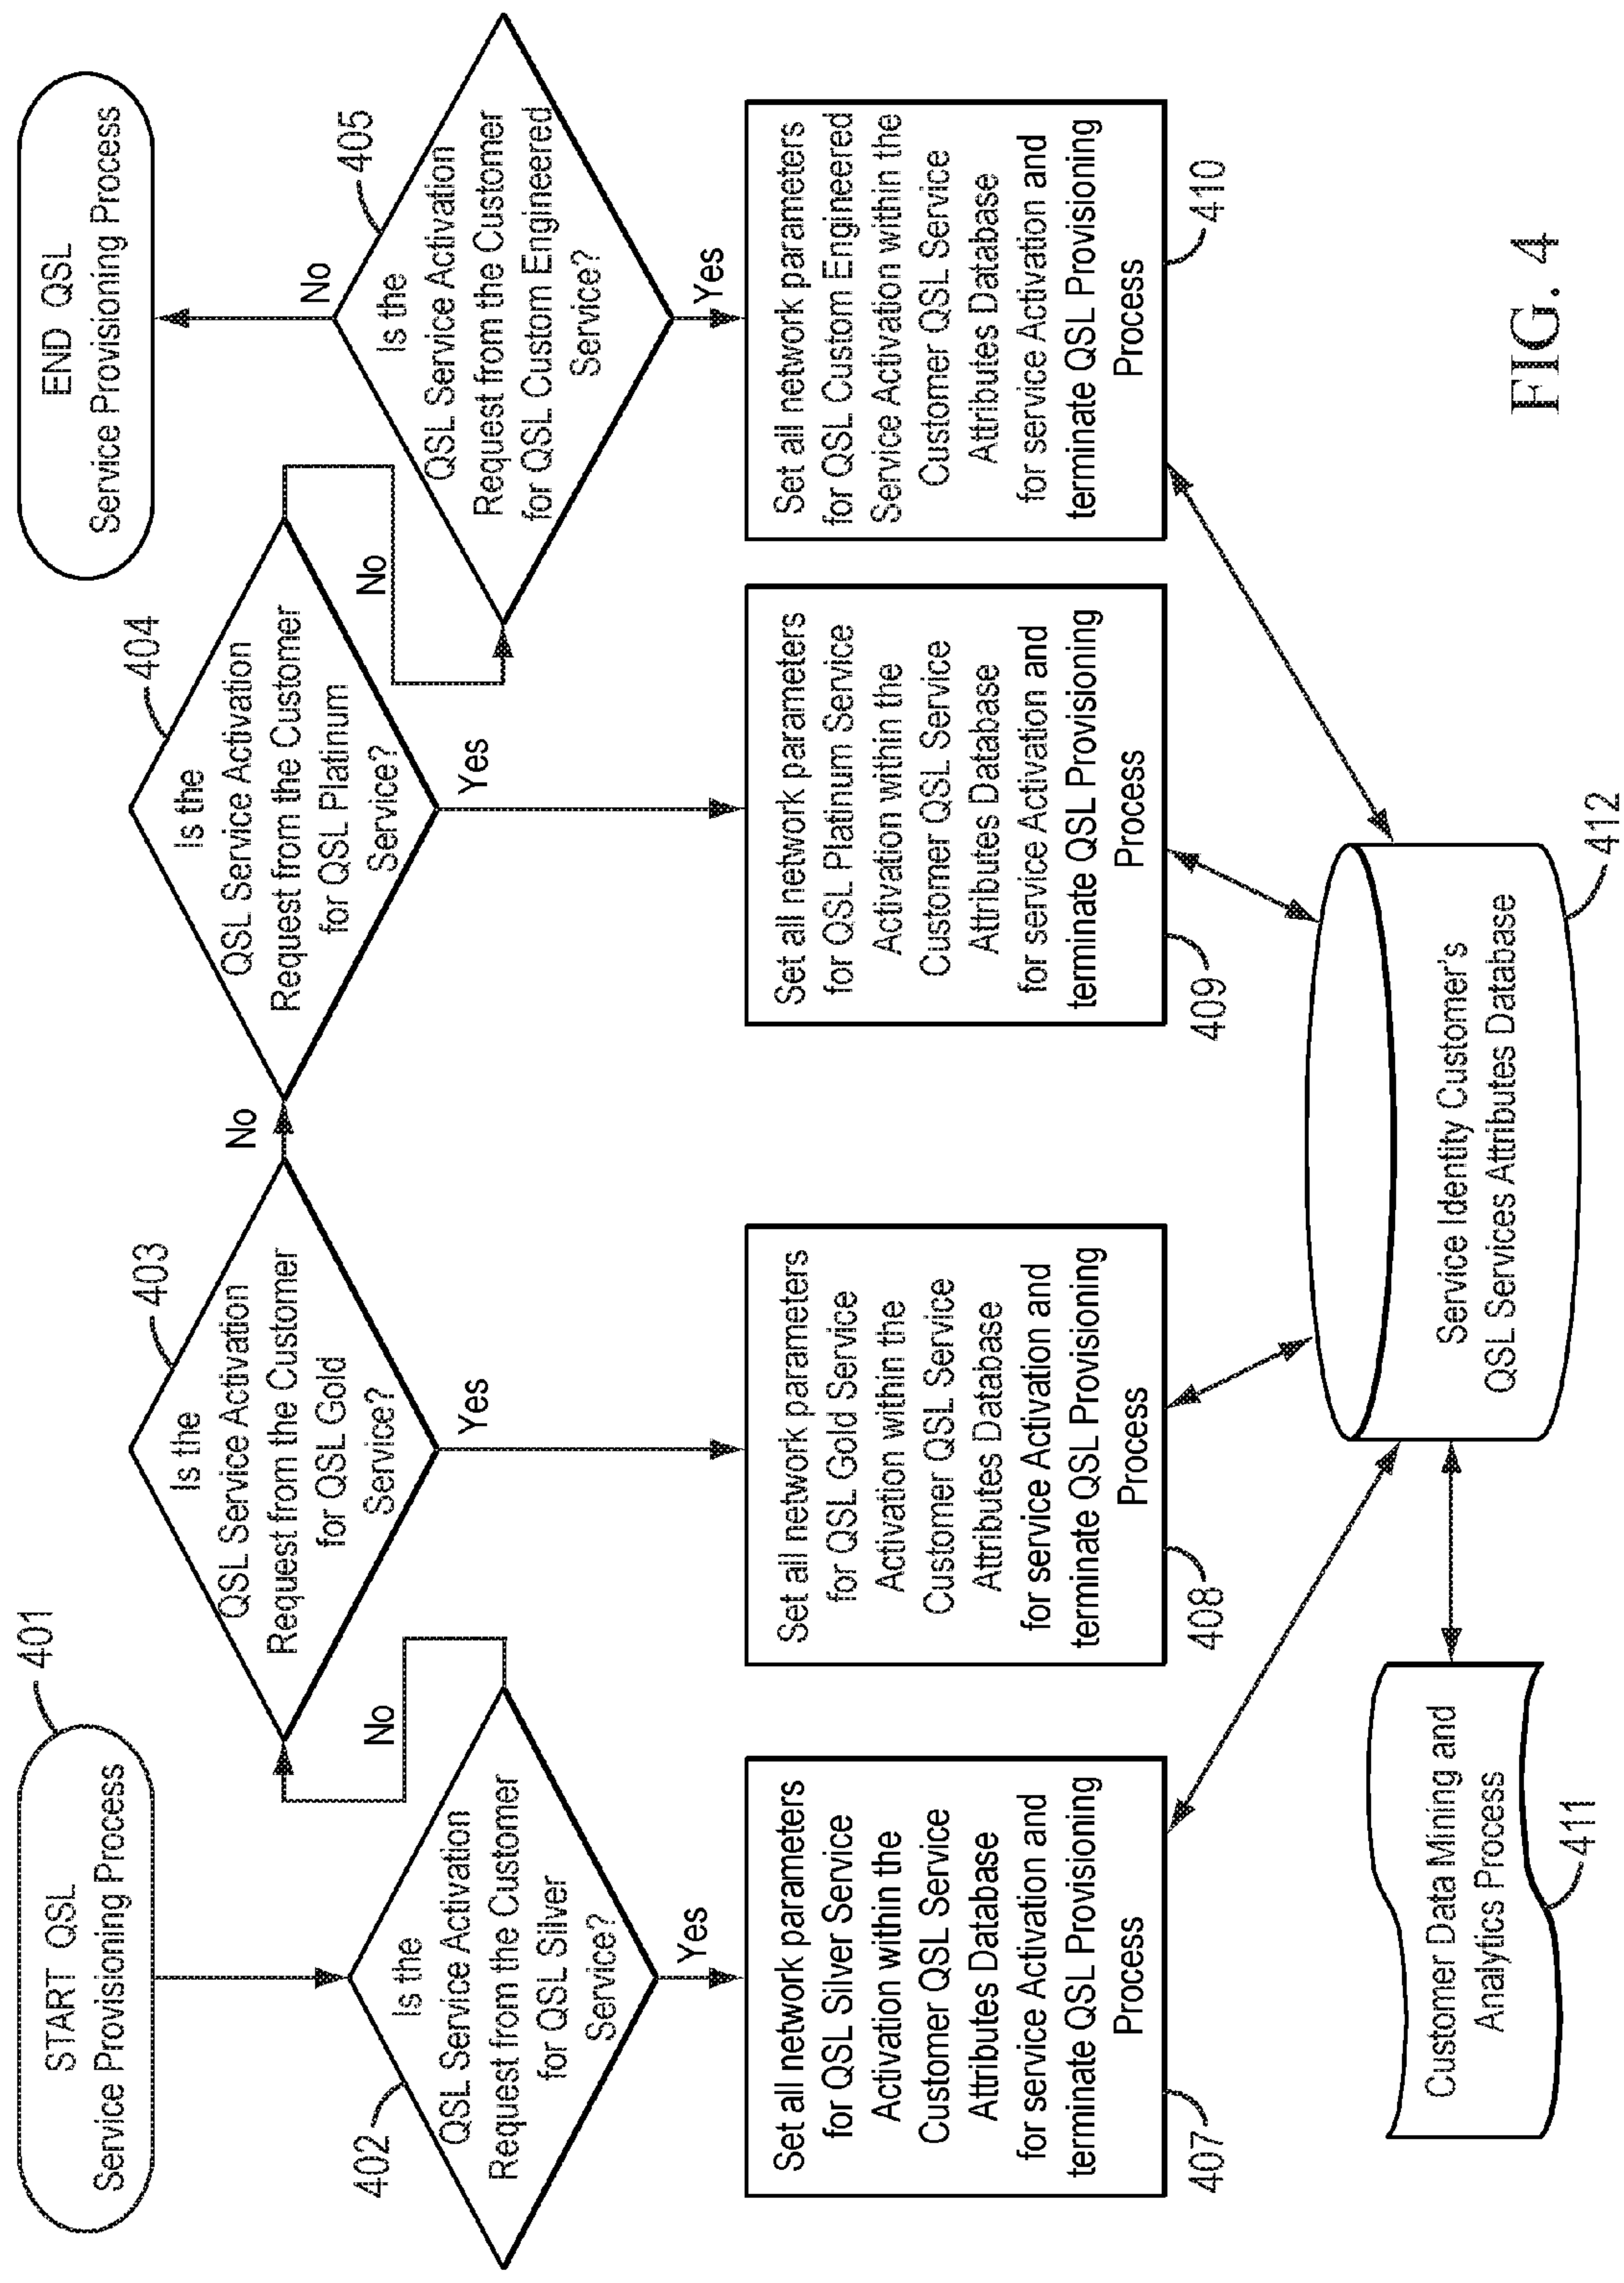 START QSL
Service Provisioning Process
401
END QSL
Service Provisioning Process
402
Is the
QSL Service Activation
Request from the Customer
for QSL Silver
Service?
No
Yes
403
Is the
QSL Service Activation
Request from the Customer
for QSL Gold
Service?
No
Yes
404
Is the
QSL Service Activation
Request from the Customer
for QSL Platinum
Service?
No
Yes
405
Is the
QSL Service Activation
Request from the Customer
for QSL Custom Engineered
Service?
No
Yes
Set all network parameters
for QSL Silver Service
Activation within the
Customer QSL Service
Attributes Database
for service Activation and
terminate QSL Provisioning
Process
407
Set all network parameters
for QSL Gold Service
Activation within the
Customer QSL Service
Attributes Database
for service Activation and
terminate QSL Provisioning
Process
408
Set all network parameters
for QSL Platinum Service
Activation within the
Customer QSL Service
Attributes Database
for service Activation and
terminate QSL Provisioning
Process
409
Set all network parameters
for QSL Custom Engineered
Service Activation within the
Customer QSL Service
Attributes Database
for service Activation and
terminate QSL Provisioning
Process
410
Customer Data Mining and
Analytics Process
411
Service Identity Customer's
QSL Services Attributes Database
412
FIG. 4